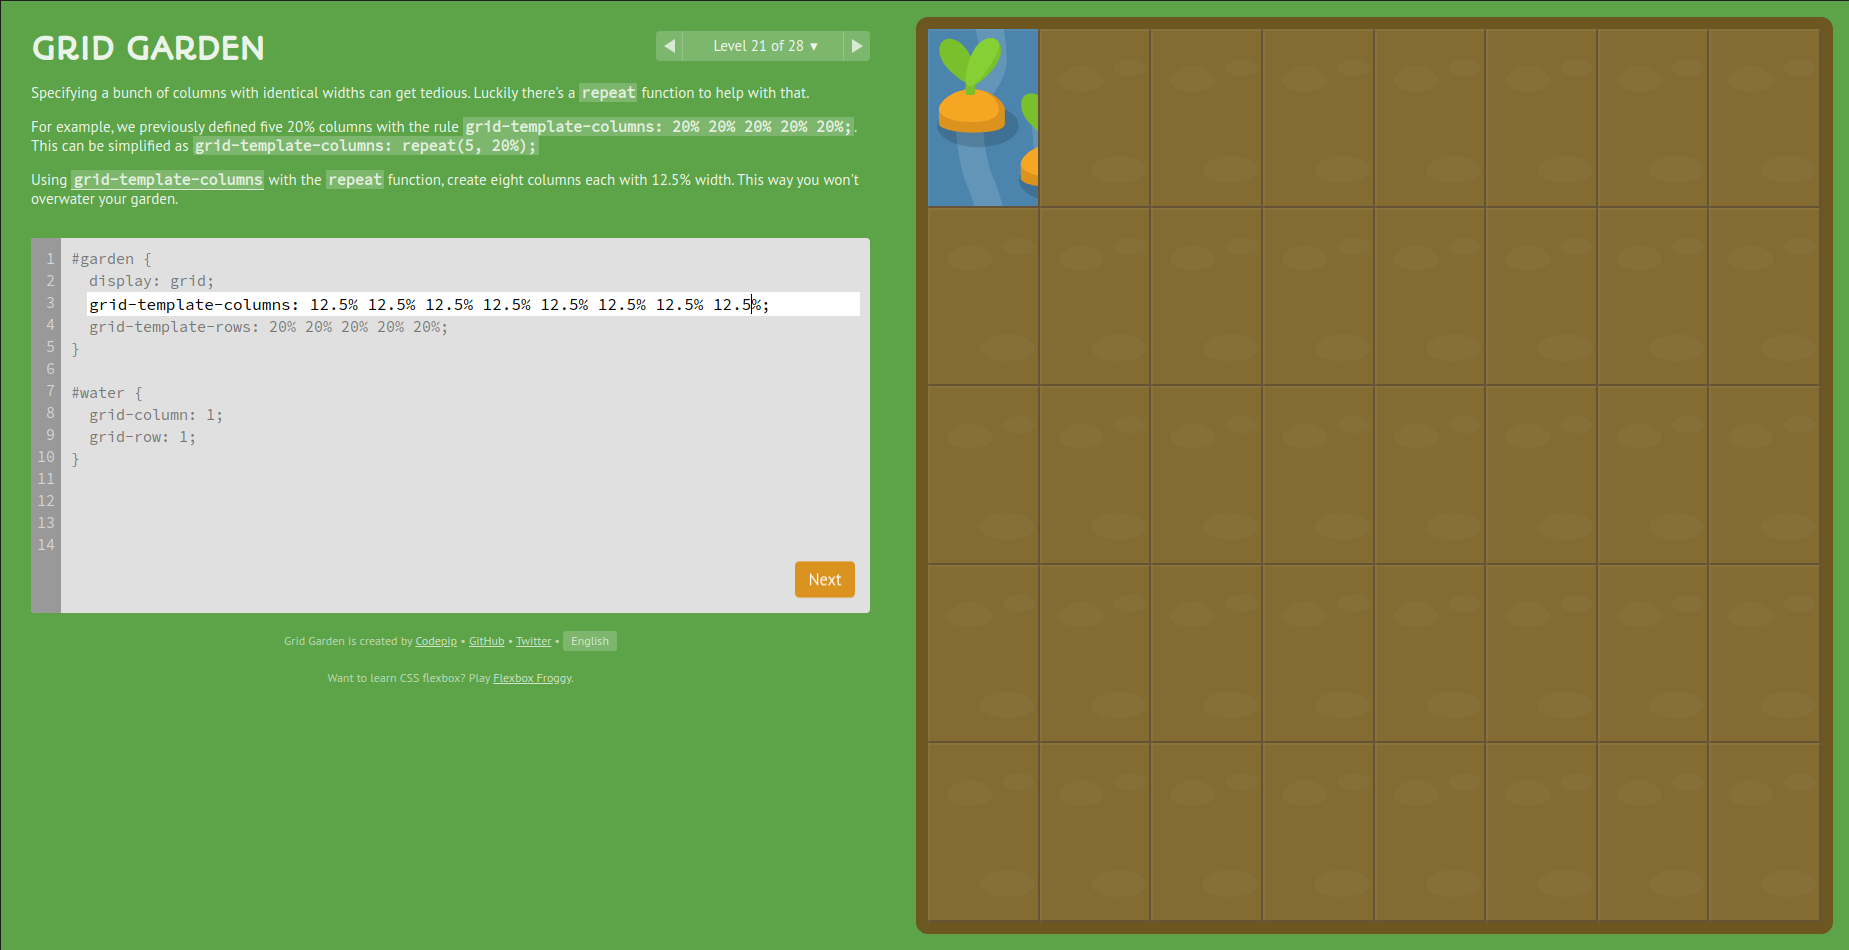 GRID GARDEN
◀ Level 21 of 28 ▼ ▶
Specifying a bunch of columns with identical widths can get tedious. Luckily there's a repeat function to help with that.
For example, we previously defined five 20% columns with the rule grid-template-columns: 20% 20% 20% 20% 20%;.
This can be simplified as grid-template-columns: repeat(5, 20%);
Using grid-template-columns with the repeat function, create eight columns each with 12.5% width. This way you won't
overwater your garden.
1 #garden {
2 display: grid;
3 grid-template-columns: 12.5% 12.5% 12.5% 12.5% 12.5% 12.5% 12.5% 12.5%;
4 grid-template-rows: 20% 20% 20% 20% 20%;
5 }
6
7 #water {
8 grid-column: 1;
9 grid-row: 1;
10 }
11
12
13
14
Next
Grid Garden is created by Codepip • GitHub • Twitter • English
Want to learn CSS flexbox? Play Flexbox Froggy.